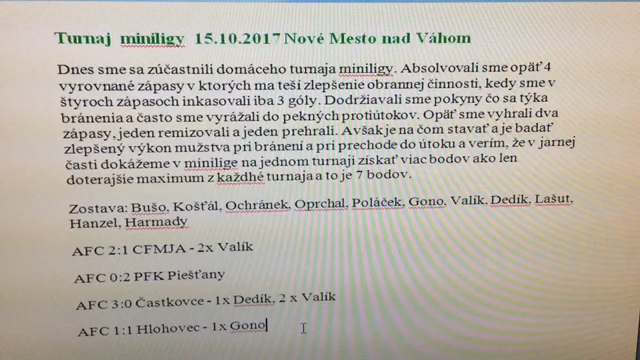 Turnaj miniligy 15.10.2017 Nové Mesto nad Váhom
Dnes sme sa zúčastnili domáceho turnaja miniligy. Absolvovali sme opäť 4
vyrovnané zápasy v ktorých ma teší zlepšenie obrannej činnosti, kedy sme v
štyroch zápasoch inkasovali iba 3 góly. Dodržiavali sme pokyny čo sa týka
bránenia a často sme vyrážali do pekných protiútokov. Opäť sme vyhrali dva
zápasy, jeden remizovali a jeden prehrali. Avšak je na čom stavať a je badať
zlepšený výkon mužstva pri bránení a pri prechode do útoku a verím, že v jarnej
časti dokážeme v minilige na jednom turnaji získať viac bodov ako len
doterajšie maximum z každhé turnaja a to je 7 bodov.
Zostava: Bušo, Košťál, Ochránek, Oprchal, Poláček, Gono, Valík, Dedík, Lašut,
Hanzel, Harmady
AFC 2:1 CFMJA - 2x Valík
AFC 0:2 PFK Piešťany
AFC 3:0 Častkovce - 1x Dedík, 2 x Valík
AFC 1:1 Hlohovec - 1x Gono